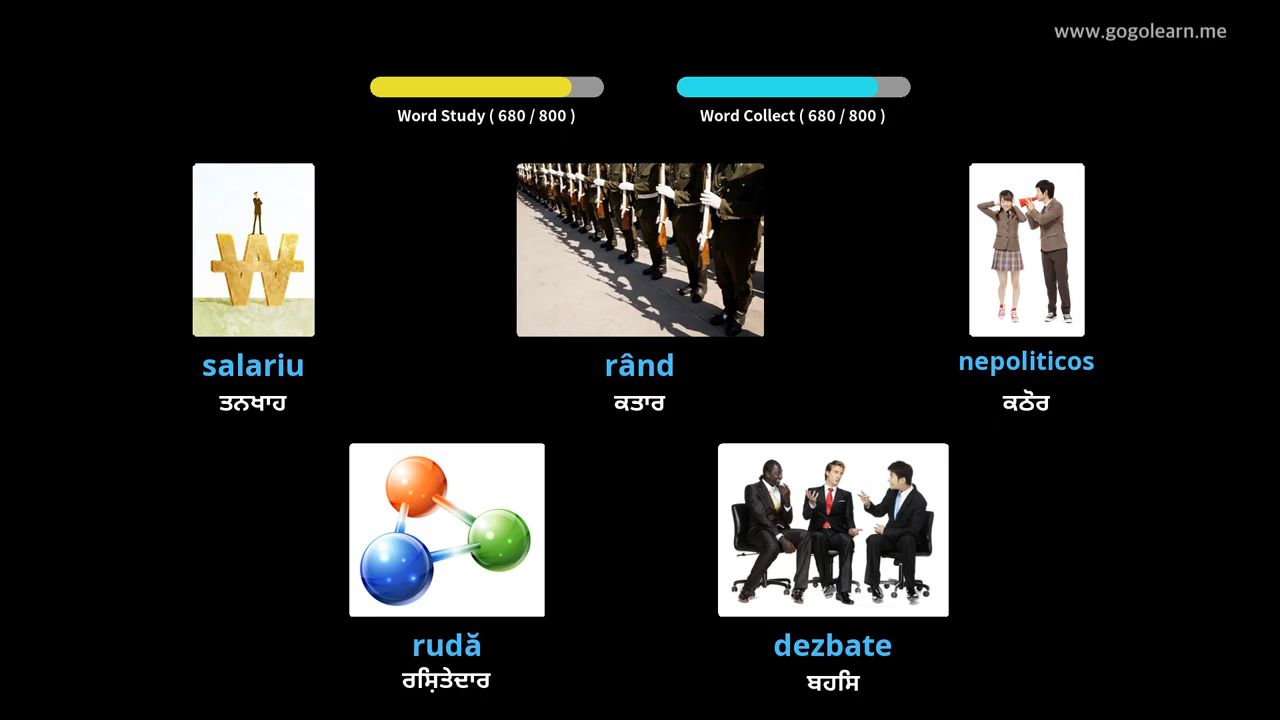 www.gogolearn.me
Word Study ( 680 / 800 )
Word Collect ( 680 / 800 )
salariu
ਤਨਖਾਹ
rând
ਕਤਾਰ
nepoliticos
ਕਠੋਰ
rudă
ਰਸ਼ਿਤੇਦਾਰ
dezbate
ਬਹਸਿ